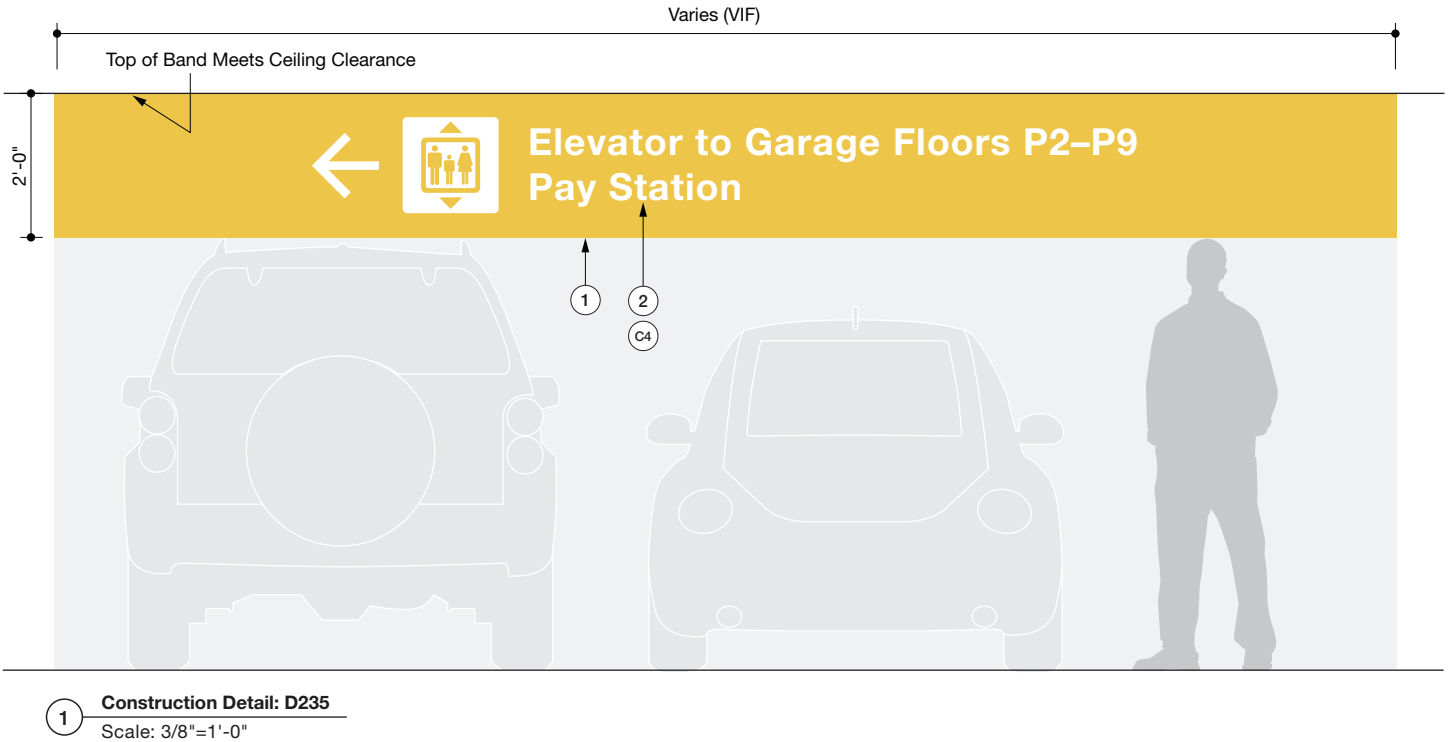 Varies (VIF)
Top of Band Meets Ceiling Clearance
2'-0"
Elevator to Garage Floors P2–P9
Pay Station
1
2
C4
1
Construction Detail: D235
Scale: 3/8"=1'-0"